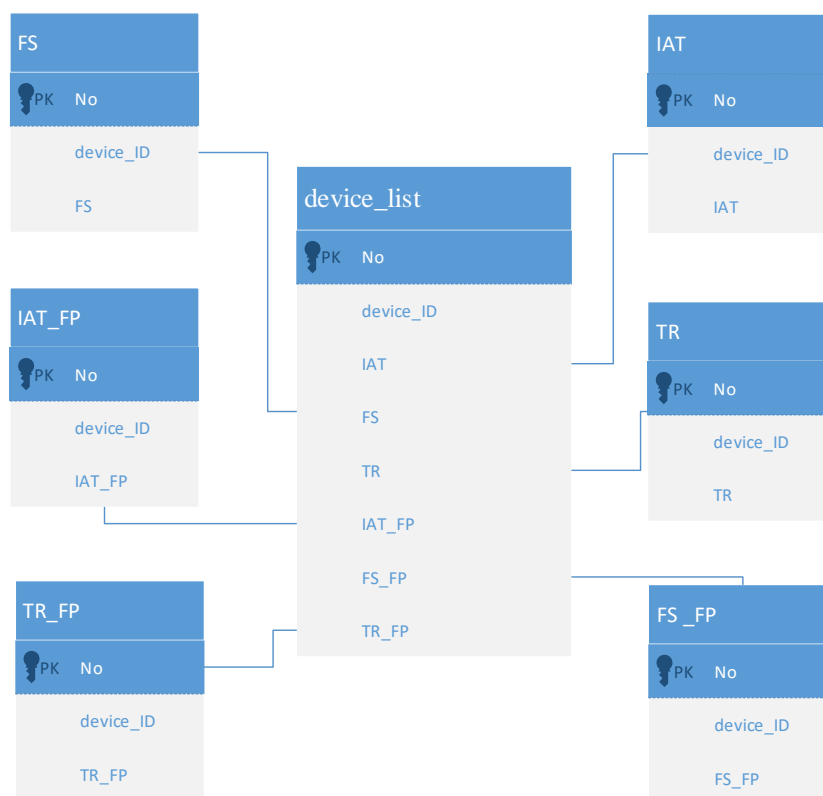 FS
PK No
device_ID
FS
IAT_FP
PK No
device_ID
IAT_FP
TR_FP
PK No
device_ID
TR_FP
device_list
PK No
device_ID
IAT
FS
TR
IAT_FP
FS_FP
TR_FP
IAT
PK No
device_ID
IAT
TR
PK No
device_ID
TR
FS _FP
PK No
device_ID
FS_FP